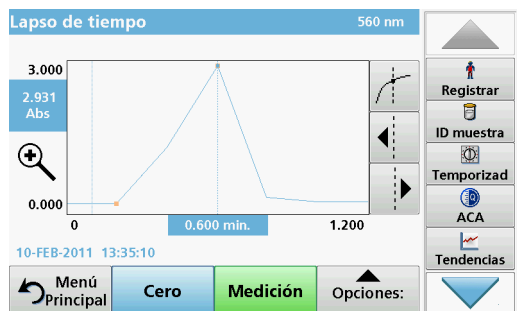 Lapso de tiempo
560 nm
3.000
2.931
Abs
0.000
0
0.600 min.
1.200
10-FEB-2011 13:35:10
Menú
Principal
Cero
Medición
Opciones:
Registrar
ID muestra
Temporizad
ACA
Tendencias